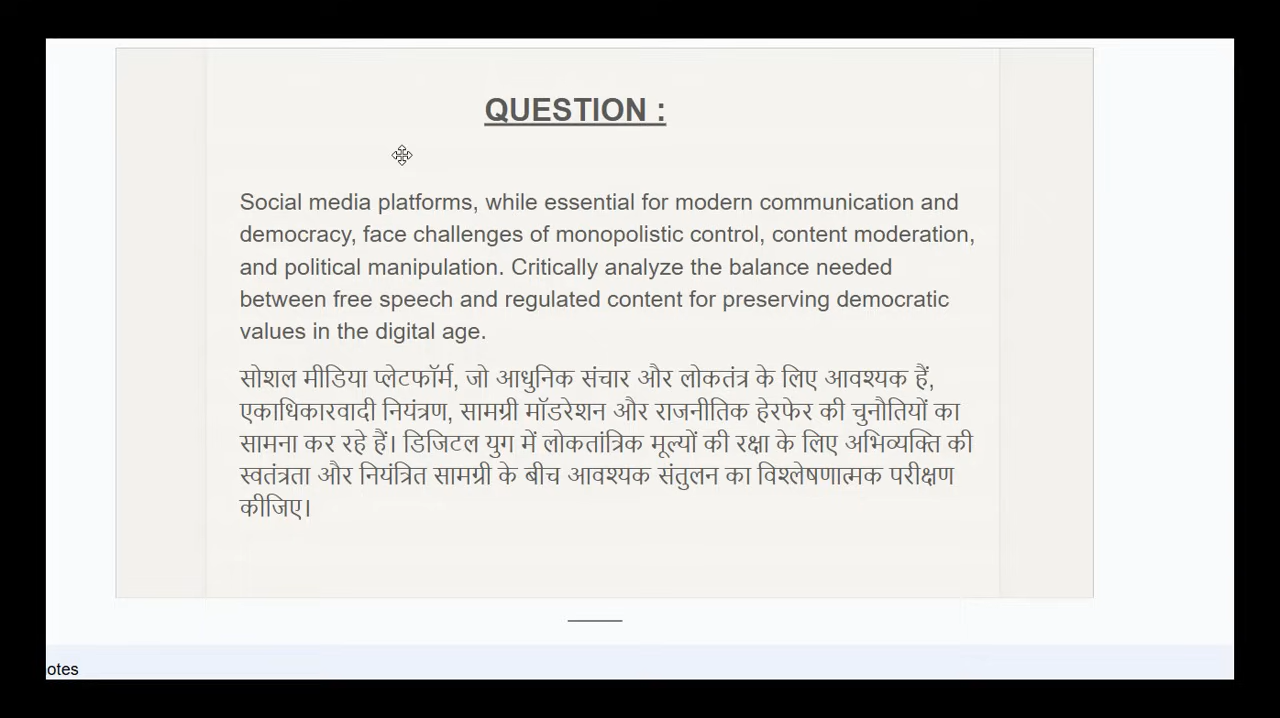 QUESTION :
Social media platforms, while essential for modern communication and
democracy, face challenges of monopolistic control, content moderation,
and political manipulation. Critically analyze the balance needed
between free speech and regulated content for preserving democratic
values in the digital age.
सोशल मीडिया प्लेटफॉर्म, जो आधुनिक संचार और लोकतंत्र के लिए आवश्यक हैं,
एकाधिकारवादी नियंत्रण, सामग्री मॉडरेशन और राजनीतिक हेरफेर की चुनौतियों का
सामना कर रहे हैं। डिजिटल युग में लोकतांत्रिक मूल्यों की रक्षा के लिए अभिव्यक्ति की
स्वतंत्रता और नियंत्रित सामग्री के बीच आवश्यक संतुलन का विश्लेषणात्मक परीक्षण
कीजिए।
otes